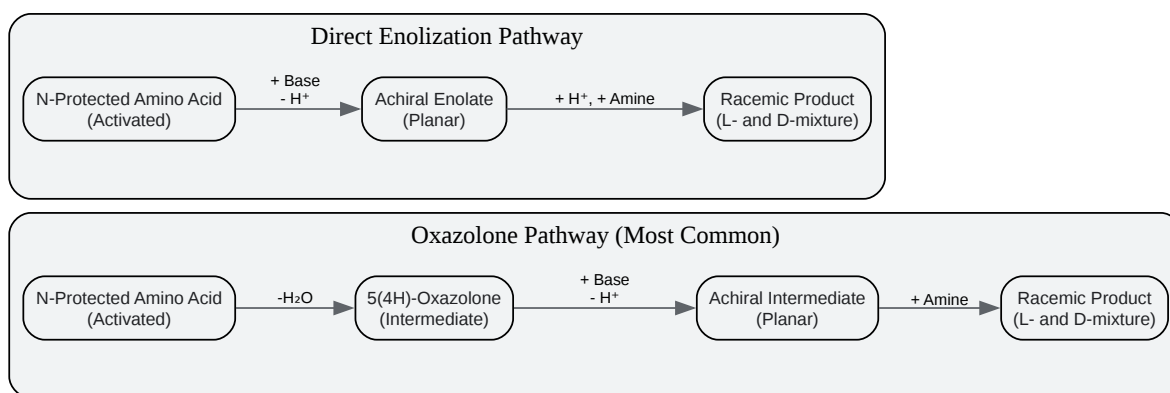 Direct Enolization Pathway
N-Protected Amino Acid
(Activated)
+ Base
- H⁺
Achiral Enolate
(Planar)
+ H⁺, + Amine
Racemic Product
(L- and D-mixture)
Oxazolone Pathway (Most Common)
N-Protected Amino Acid
(Activated)
-H₂O
5(4H)-Oxazolone
(Intermediate)
+ Base
- H⁺
Achiral Intermediate
(Planar)
+ Amine
Racemic Product
(L- and D-mixture)